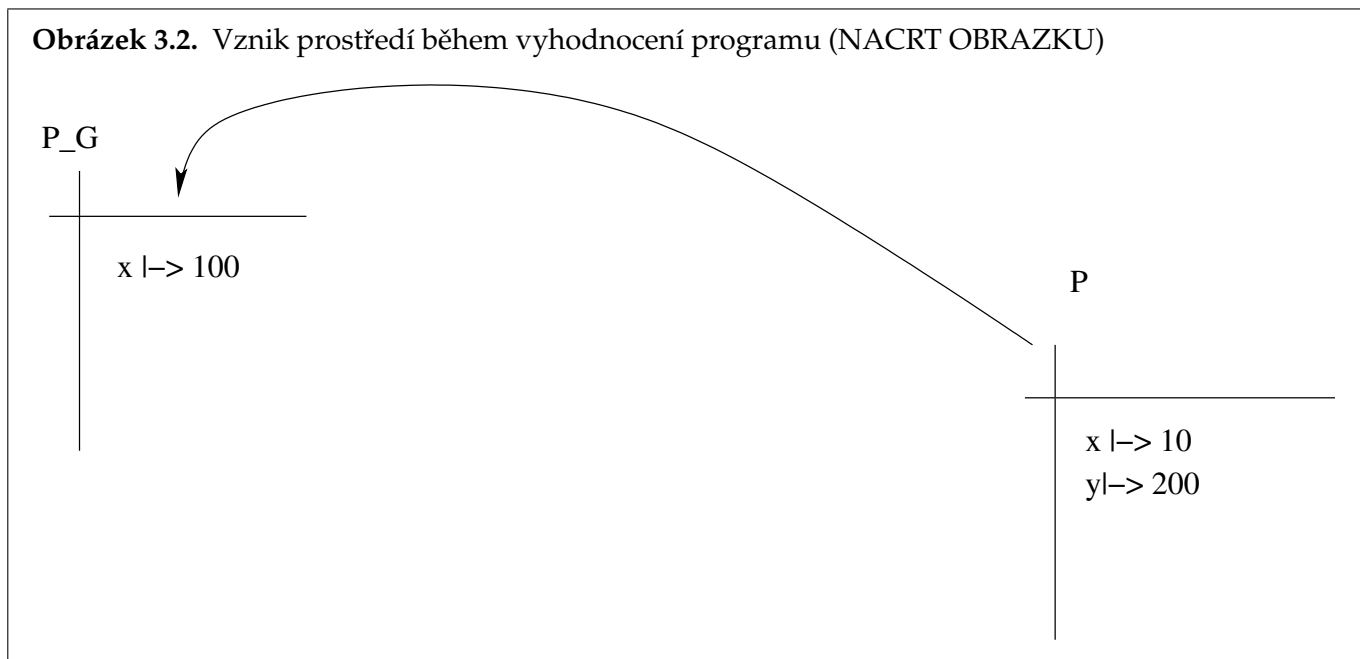 Obrázek 3.2. Vznik prostředí během vyhodnocení programu (NACRT OBRAZKU)
P_G
x |−> 100
P
x |−> 10
y|−> 200